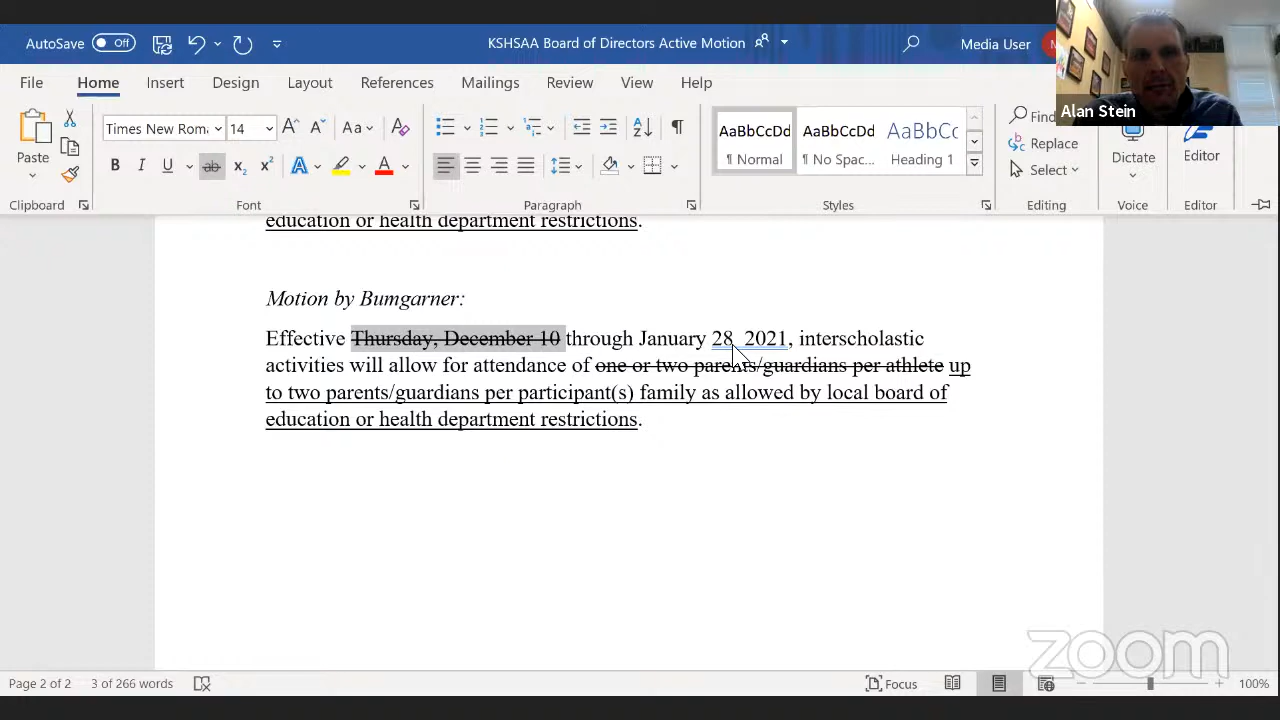 AutoSave Off KSHSAA Board of Directors Active Motion Media User M
Alan Stein
File Home Insert Design Layout References Mailings Review View Help
Times New Rom 14 Aa
AaBbCcDd AaBbCcDd AaBbCc
Paste
¶ Normal ¶ No Spac... Heading 1
Find
Replace
Select
Dictate Editor
B I U ab x₂ x² A A
Clipboard Font Paragraph Styles Editing Voice Editor
education or health department restrictions.
Motion by Bumgarner:
Effective Thursday, December 10 through January 28, 2021, interscholastic
activities will allow for attendance of one or two parents/guardians per athlete up
to two parents/guardians per participant(s) family as allowed by local board of
education or health department restrictions.
zoom
Page 2 of 2 3 of 266 words Focus 100%